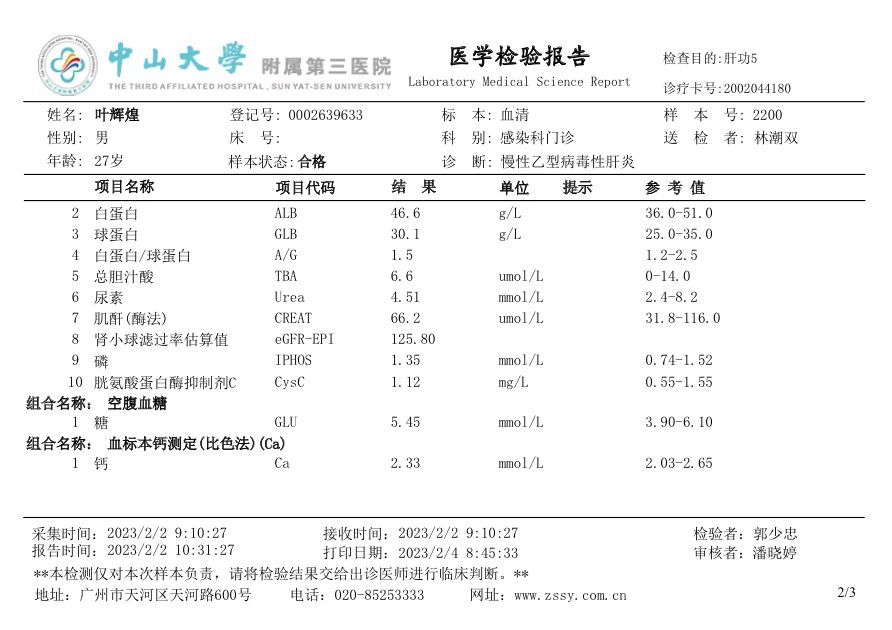 中山大学 附属第三医院
THE THIRD AFFILIATED HOSPITAL, SUN YAT-SEN UNIVERSITY
医学检验报告
Laboratory Medical Science Report
检查目的:肝功5
诊疗卡号:2002044180
姓名: 叶辉煌 登记号: 0002639633 标 本: 血清 样 本 号: 2200
性别: 男 床 号: 科 别: 感染科门诊 送 检 者: 林潮双
年龄: 27岁 样本状态: 合格 诊 断: 慢性乙型病毒性肝炎
项目名称 项目代码 结 果 单位 提示 参 考 值
2 白蛋白 ALB 46.6 g/L 36.0-51.0
3 球蛋白 GLB 30.1 g/L 25.0-35.0
4 白蛋白/球蛋白 A/G 1.5 1.2-2.5
5 总胆汁酸 TBA 6.6 umol/L 0-14.0
6 尿素 Urea 4.51 mmol/L 2.4-8.2
7 肌酐(酶法) CREAT 66.2 umol/L 31.8-116.0
8 肾小球滤过率估算值 eGFR-EPI 125.80
9 磷 IPHOS 1.35 mmol/L 0.74-1.52
10 胱氨酸蛋白酶抑制剂C CysC 1.12 mg/L 0.55-1.55
组合名称: 空腹血糖
1 糖 GLU 5.45 mmol/L 3.90-6.10
组合名称: 血标本钙测定(比色法)(Ca)
1 钙 Ca 2.33 mmol/L 2.03-2.65
采集时间: 2023/2/2 9:10:27 接收时间: 2023/2/2 9:10:27 检验者: 郭少忠
报告时间: 2023/2/2 10:31:27 打印日期: 2023/2/4 8:45:33 审核者: 潘晓婷
**本检测仅对本次样本负责, 请将检验结果交给出诊医师进行临床判断。**
地址: 广州市天河区天河路600号 电话: 020-85253333 网址: www.zssy.com.cn 2/3